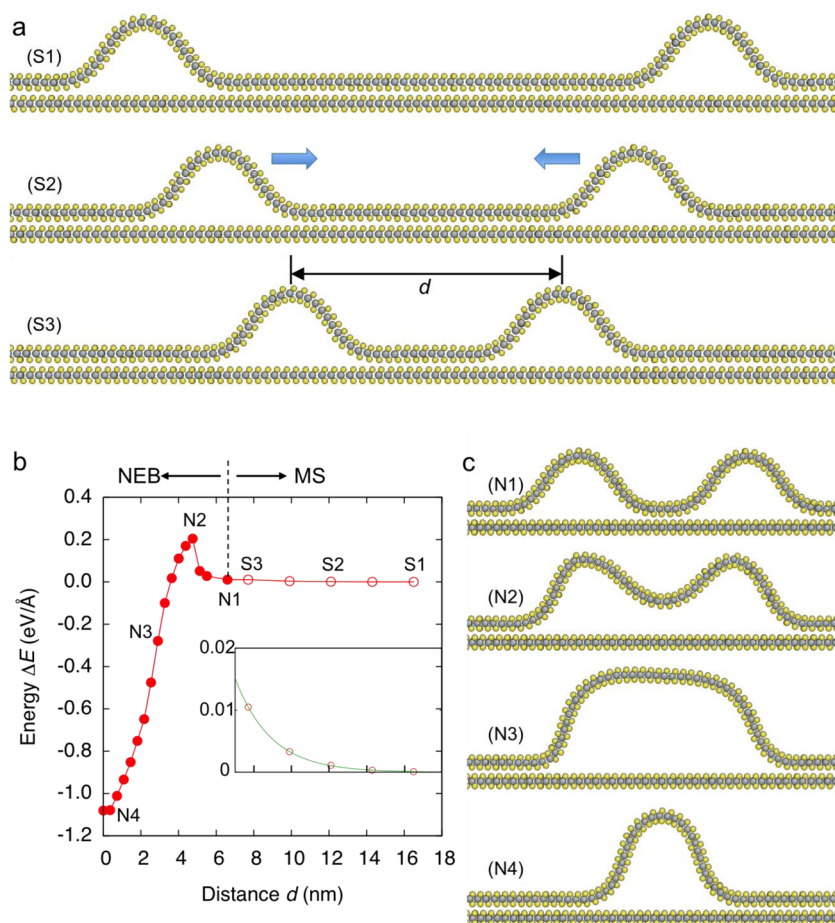 a
(S1)
(S2)
(S3)
d
b
NEB
MS
0.4
0.2
0.0
-0.2
-0.4
-0.6
-0.8
-1.0
-1.2
Energy ΔE (eV/Å)
N2
S3
S2
S1
N1
N3
N4
0.02
0.01
0
0 2 4 6 8 10 12 14 16 18
Distance d (nm)
c
(N1)
(N2)
(N3)
(N4)